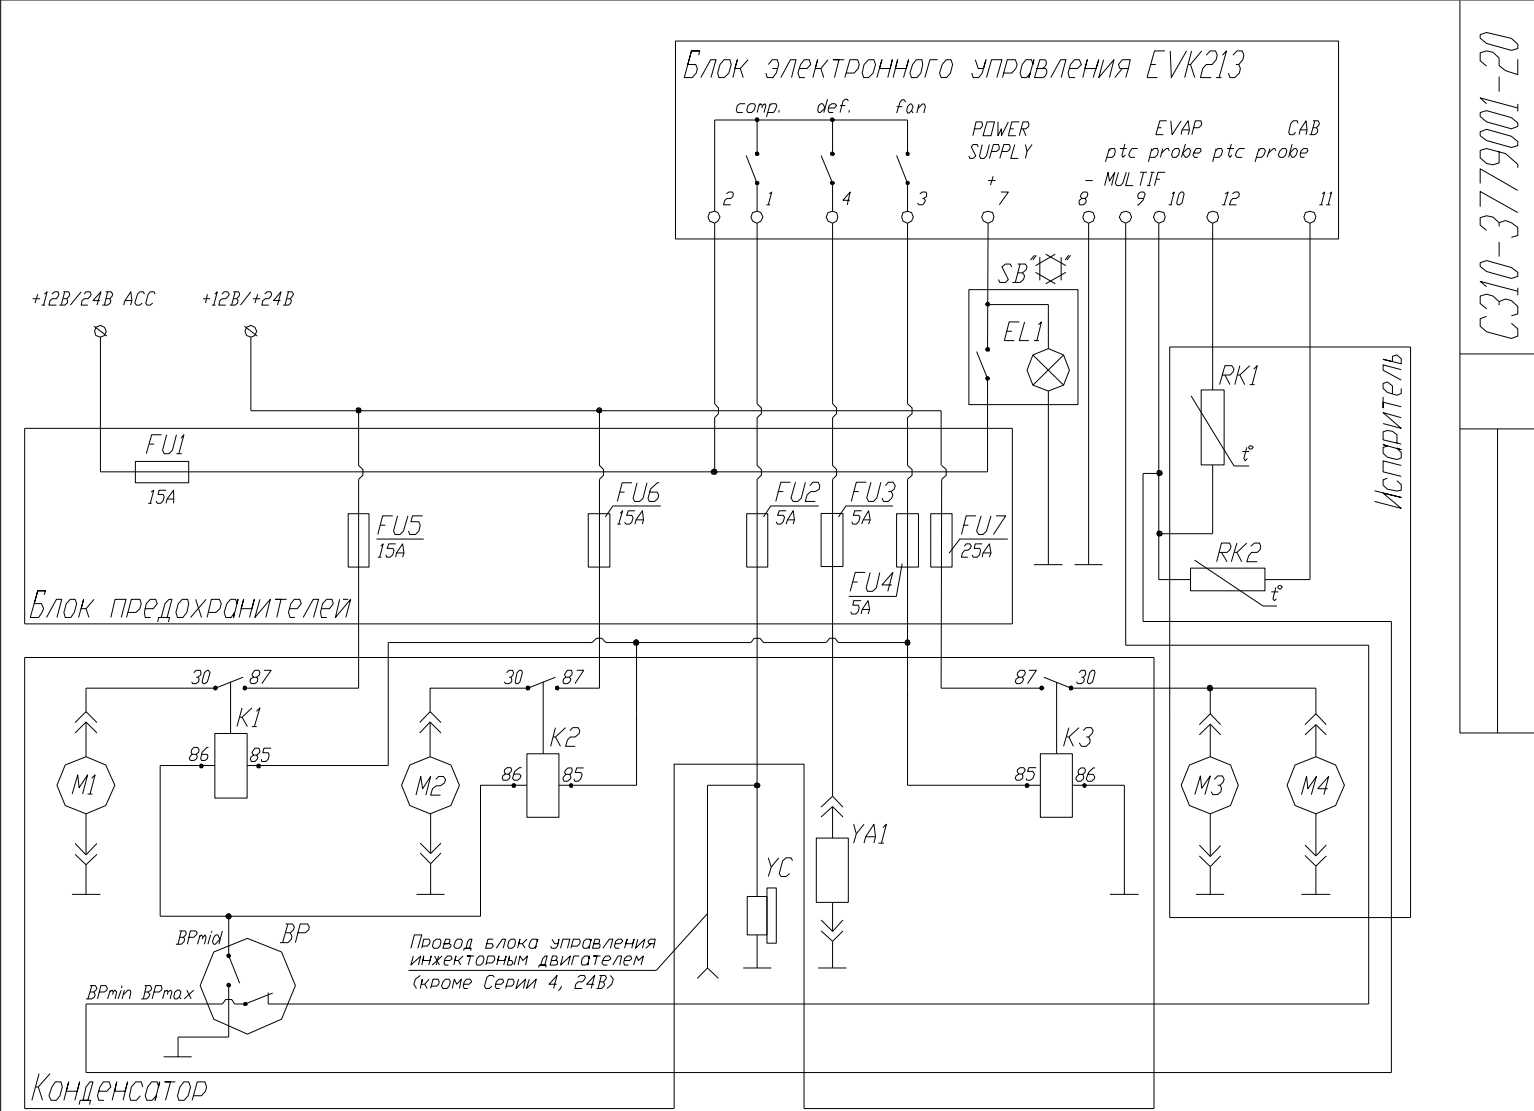 Блок электронного управления EVK213
comp. def. fan
POWER
SUPPLY
+
EVAP CAB
ptc probe ptc probe
- MULTIF
2 1 4 3 7 8 9 10 12 11
С310-3779001-20
SB "
"
EL1
+12В/24В АСС
+12В/+24В
FU1
15А
FU5
15А
FU6
15А
FU2
5А
FU3
5А
FU4
5А
FU7
25А
Блок предохранителей
RK1
t°
RK2
t°
Испаритель
30 87
K1
86 85
M1
30 87
K2
86 85
M2
87 30
K3
85 86
M3
M4
YA1
YC
BPmid
BP
BPmin BPmax
Провод блока управления
инжекторным двигателем
(кроме Серии 4, 24В)
Конденсатор